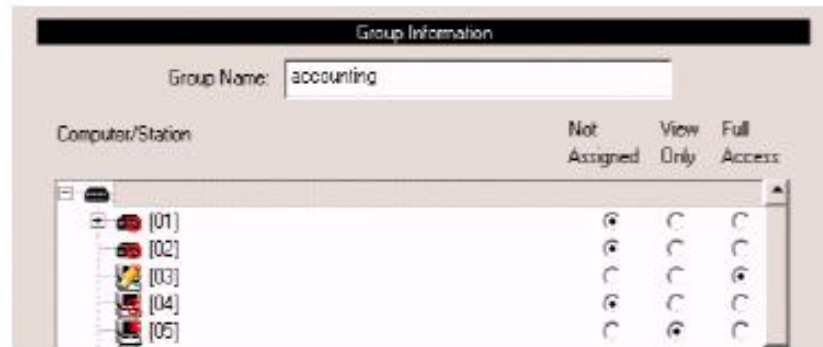 Group Information
Group Name: accounting
Computer/Station Not Assigned View Only Full Access
[01]
[02]
[03]
[04]
[05]